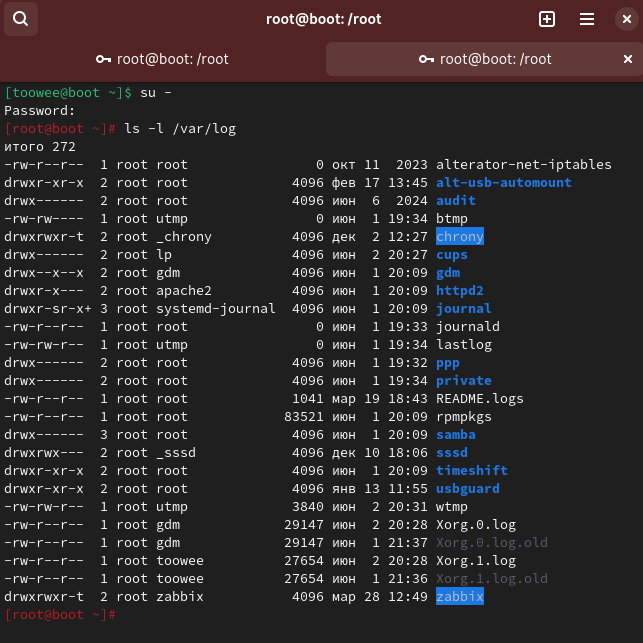 root@boot: /root
root@boot: /root
root@boot: /root
[toowee@boot ~]$ su -
Password:
[root@boot ~]# ls -l /var/log
итого 272
-rw-r--r--  1 root root                0 окт 11  2023 alterator-net-iptables
drwxr-xr-x  2 root root             4096 фев 17 13:45 alt-usb-automount
drwx------  2 root root             4096 июн  6  2024 audit
-rw-rw----  1 root utmp                0 июн  1 19:34 btmp
drwxrwxr-t  2 root _chrony          4096 дек  2 12:27 chrony
drwx------  2 root lp               4096 июн  2 20:27 cups
drwx--x--x  2 root gdm              4096 июн  1 20:09 gdm
drwxr-x---  2 root apache2          4096 июн  1 20:09 httpd2
drwxr-sr-x+ 3 root systemd-journal  4096 июн  1 20:09 journal
-rw-r--r--  1 root root                0 июн  1 19:33 journald
-rw-rw-r--  1 root utmp                0 июн  1 19:34 lastlog
drwx------  2 root root             4096 июн  1 19:32 ppp
drwx------  2 root root             4096 июн  1 19:34 private
-rw-r--r--  1 root root             1041 мар 19 18:43 README.logs
-rw-r--r--  1 root root            83521 июн  1 20:09 rpmpkgs
drwx------  3 root root             4096 июн  1 20:09 samba
drwxrwx---  2 root _sssd            4096 дек 10 18:06 sssd
drwxr-xr-x  2 root root             4096 июн  1 20:09 timeshift
drwxr-xr-x  2 root root             4096 янв 13 11:55 usbguard
-rw-rw-r--  1 root utmp             3840 июн  2 20:31 wtmp
-rw-r--r--  1 root gdm             29147 июн  2 20:28 Xorg.0.log
-rw-r--r--  1 root gdm             29147 июн  1 21:37 Xorg.0.log.old
-rw-r--r--  1 root toowee          27654 июн  2 20:28 Xorg.1.log
-rw-r--r--  1 root toowee          27654 июн  1 21:36 Xorg.1.log.old
drwxrwxr-t  2 root zabbix           4096 мар 28 12:49 zabbix
[root@boot ~]#